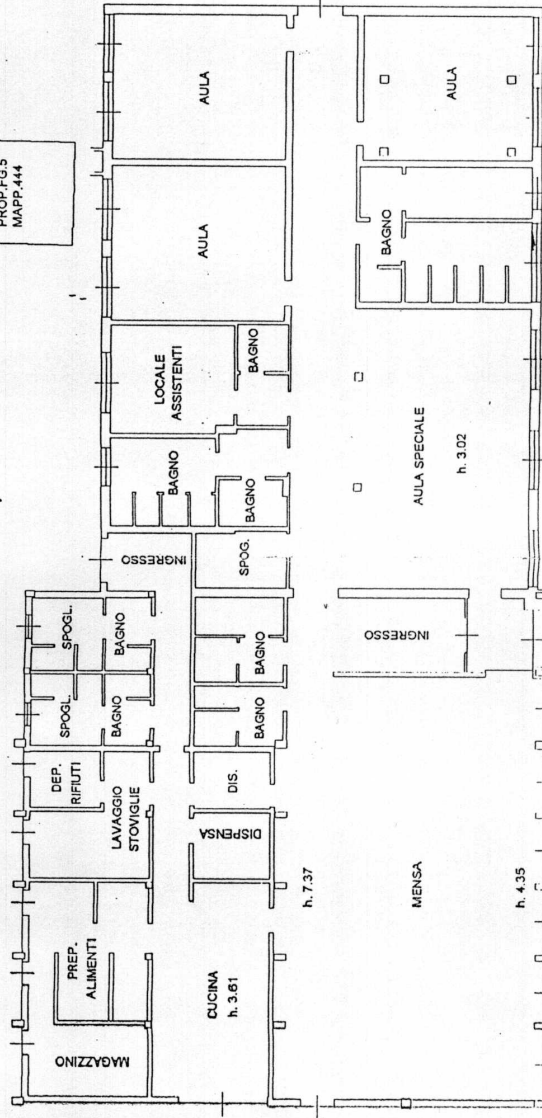 PROP.FG.5
MAPP.444
AULA
AULA
AULA
BAGNO
LOCALE
ASSISTENTI
BAGNO
BAGNO
BAGNO
AULA SPECIALE
h. 3.02
INGRESSO
SPOG.
SPOGL.
BAGNO
SPOGL.
BAGNO
BAGNO
BAGNO
INGRESSO
DEP.
RIFIUTI
LAVAGGIO
STOVIGLIE
DIS.
DISPENSA
h. 7.37
MENSA
h. 4.35
PREP.
ALIMENTI
CUCINA
h. 3.61
MAGAZZINO